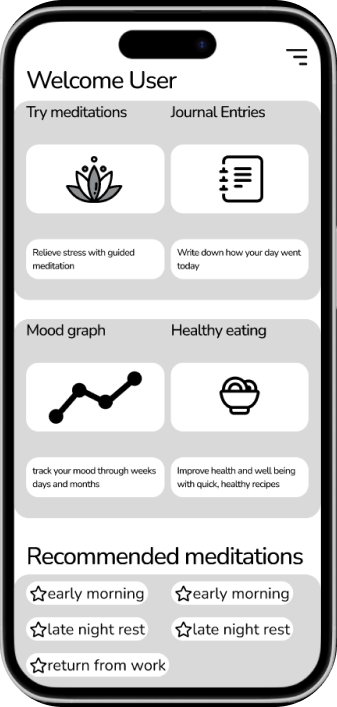 Welcome User
Try meditations
Journal Entries
Relieve stress with guided
meditation
Write down how your day went
today
Mood graph
Healthy eating
track your mood through weeks
days and months
Improve health and well being
with quick, healthy recipes
Recommended meditations
early morning
early morning
late night rest
late night rest
return from work